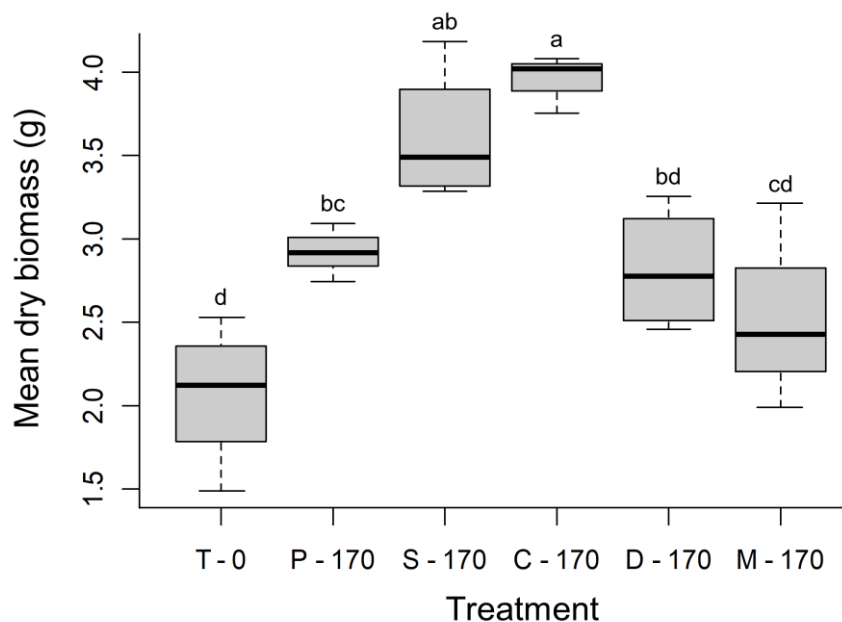 Mean dry biomass (g)
4.0
3.5
3.0
2.5
2.0
1.5
d
bc
ab
a
bd
cd
T - 0 P - 170 S - 170 C - 170 D - 170 M - 170
Treatment